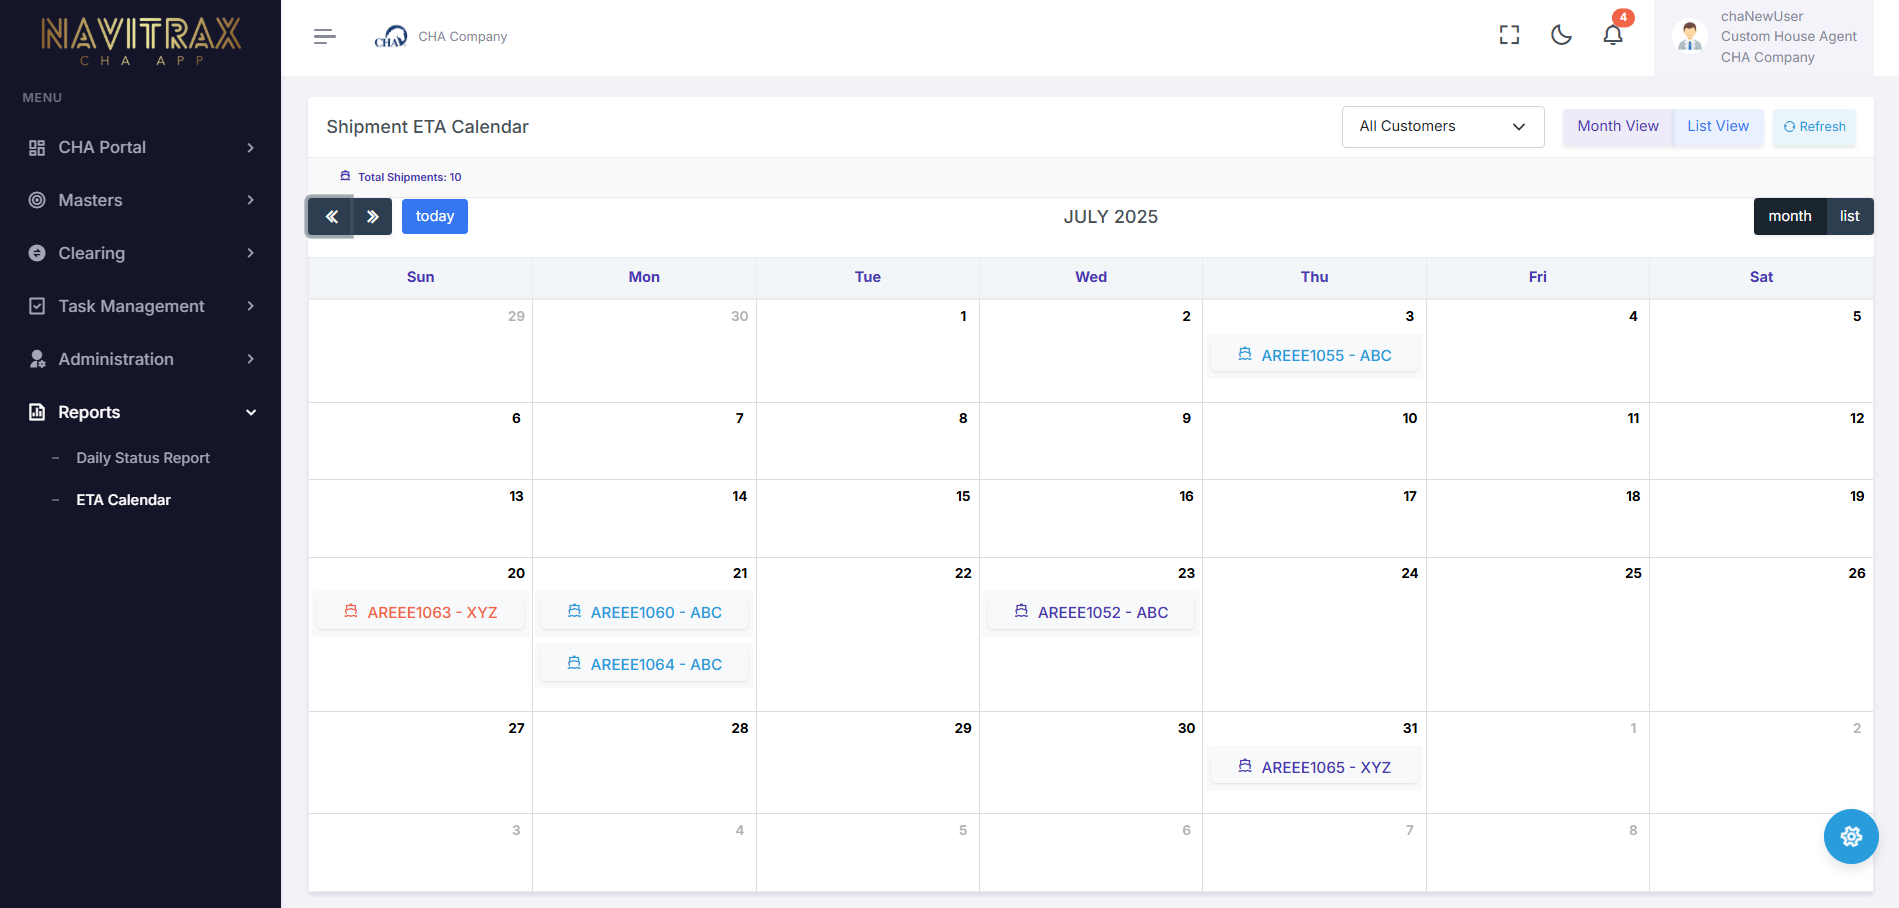 NAVITRAX
CHA APP
MENU
CHA Portal
Masters
Clearing
Task Management
Administration
Reports
– Daily Status Report
– ETA Calendar
CHA
CHA Company
4
chaNewUser
Custom House Agent
CHA Company
Shipment ETA Calendar
All Customers
Month View
List View
Refresh
Total Shipments: 10
today
JULY 2025
month
list
Sun Mon Tue Wed Thu Fri Sat
29 30 1 2 3 4 5
AREEE1055 - ABC
6 7 8 9 10 11 12
13 14 15 16 17 18 19
20 21 22 23 24 25 26
AREEE1063 - XYZ AREEE1060 - ABC AREEE1052 - ABC
AREEE1064 - ABC
27 28 29 30 31 1 2
AREEE1065 - XYZ
3 4 5 6 7 8